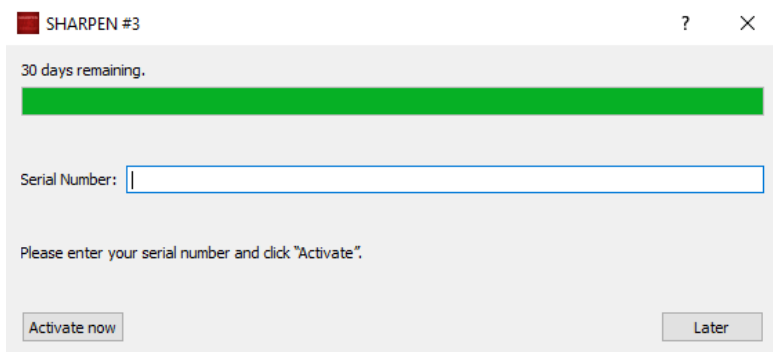 SHARPEN #3
?
30 days remaining.
Serial Number:
Please enter your serial number and click “Activate”.
Activate now
Later